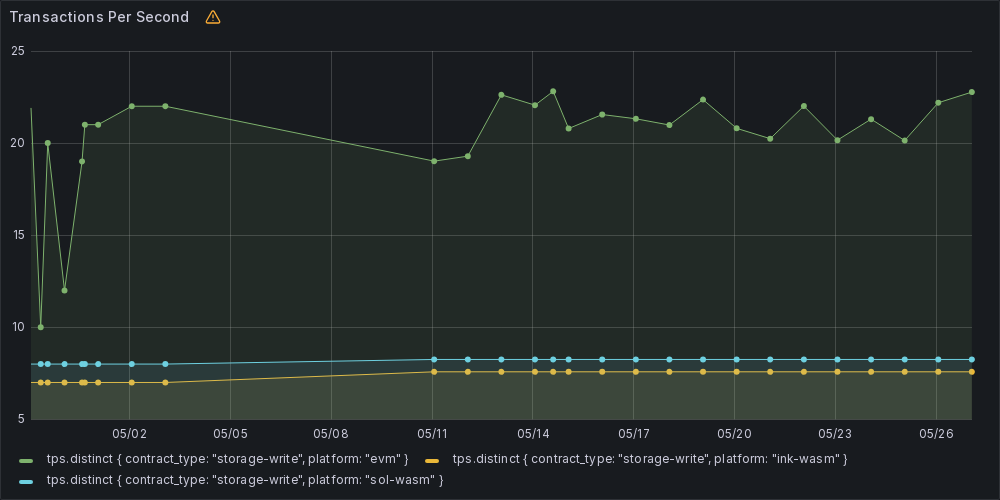 Transactions Per Second
25
20
15
10
5
05/02 05/05 05/08 05/11 05/14 05/17 05/20 05/23 05/26
tps.distinct { contract_type: "storage-write", platform: "evm" } tps.distinct { contract_type: "storage-write", platform: "ink-wasm" }
tps.distinct { contract_type: "storage-write", platform: "sol-wasm" }